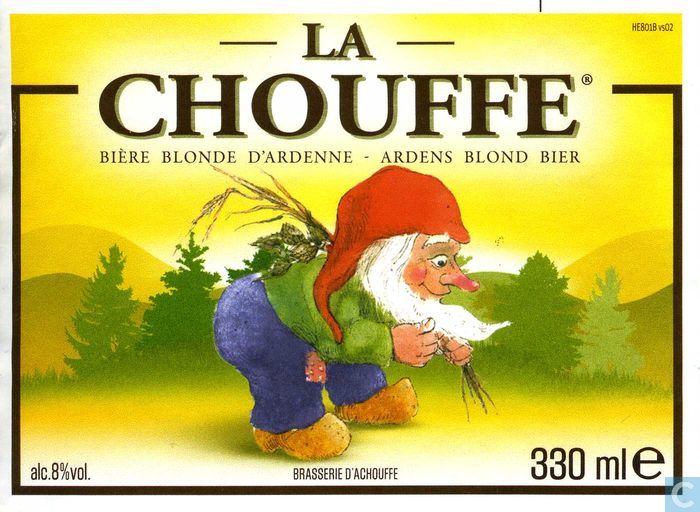 HE801B vs02
LA
CHOUFFE®
BIÈRE BLONDE D'ARDENNE - ARDENS BLOND BIER
alc.8%vol.
BRASSERIE D'ACHOUFFE
330 ml e
C